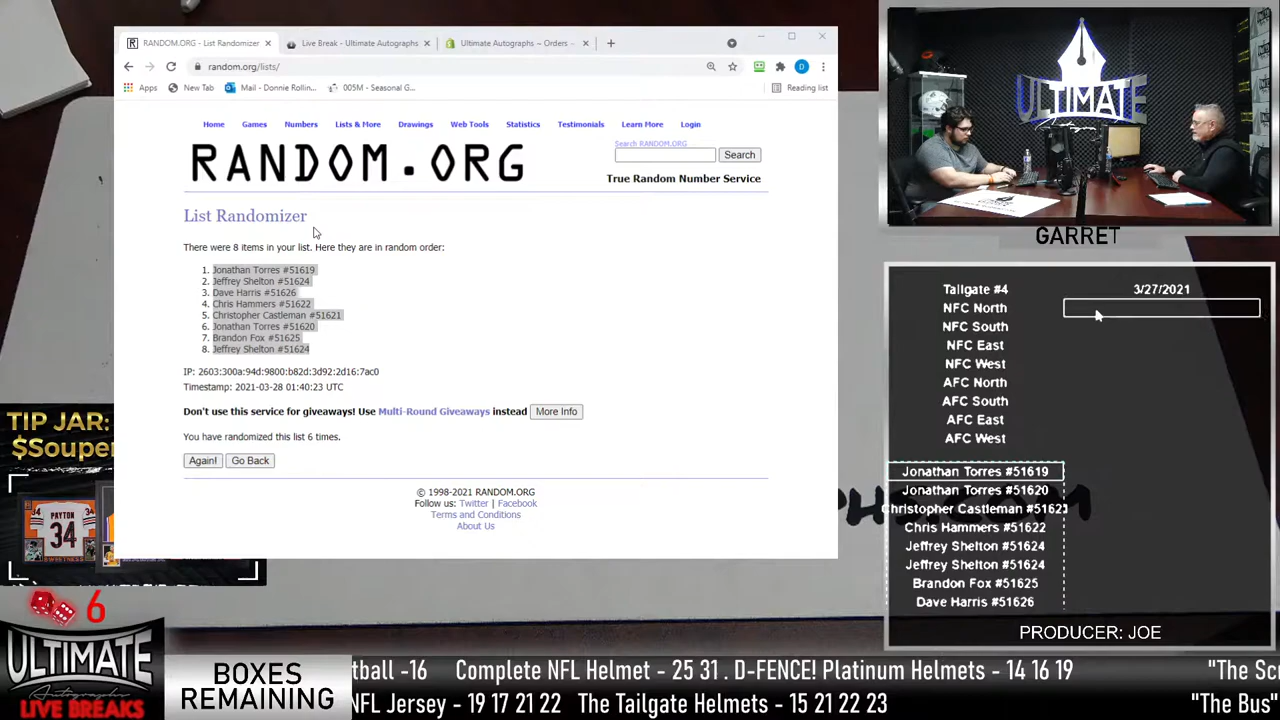 RANDOM.ORG - List Randomizer
Live Break - Ultimate Autographs
Ultimate Autographs ~ Orders -
random.org/lists/
Apps
New Tab
Mail - Donnie Rollin...
005M - Seasonal G...
Reading list
Home Games Numbers Lists & More Drawings Web Tools Statistics Testimonials Learn More Login
Search RANDOM.ORG
Search
RANDOM.ORG
True Random Number Service
List Randomizer
There were 8 items in your list. Here they are in random order:
1. Jonathan Torres #51619
2. Jeffrey Shelton #51624
3. Dave Harris #51626
4. Chris Hammers #51622
5. Christopher Castleman #51621
6. Jonathan Torres #51620
7. Brandon Fox #51625
8. Jeffrey Shelton #51624
IP: 2603:300a:94d:9800:b82d:3d92:2d16:7ac0
Timestamp: 2021-03-28 01:40:23 UTC
Don't use this service for giveaways! Use Multi-Round Giveaways instead More Info
You have randomized this list 6 times.
Again! Go Back
© 1998-2021 RANDOM.ORG
Follow us: Twitter | Facebook
Terms and Conditions
About Us
ULTIMATE
GARRET
Tailgate #4 3/27/2021
NFC North
NFC South
NFC East
NFC West
AFC North
AFC South
AFC East
AFC West
Jonathan Torres #51619
Jonathan Torres #51620
Christopher Castleman #51621
Chris Hammers #51622
Jeffrey Shelton #51624
Jeffrey Shelton #51624
Brandon Fox #51625
Dave Harris #51626
PRODUCER: JOE
TIP JAR:
$Souper
PAYTON
34
6
ULTIMATE
Autographs
LIVE BREAKS
BOXES
REMAINING
tball -16 Complete NFL Helmet - 25 31 . D-FENCE! Platinum Helmets - 14 16 19 "The Sc
NFL Jersey - 19 17 21 22 The Tailgate Helmets - 15 21 22 23 "The Bus"